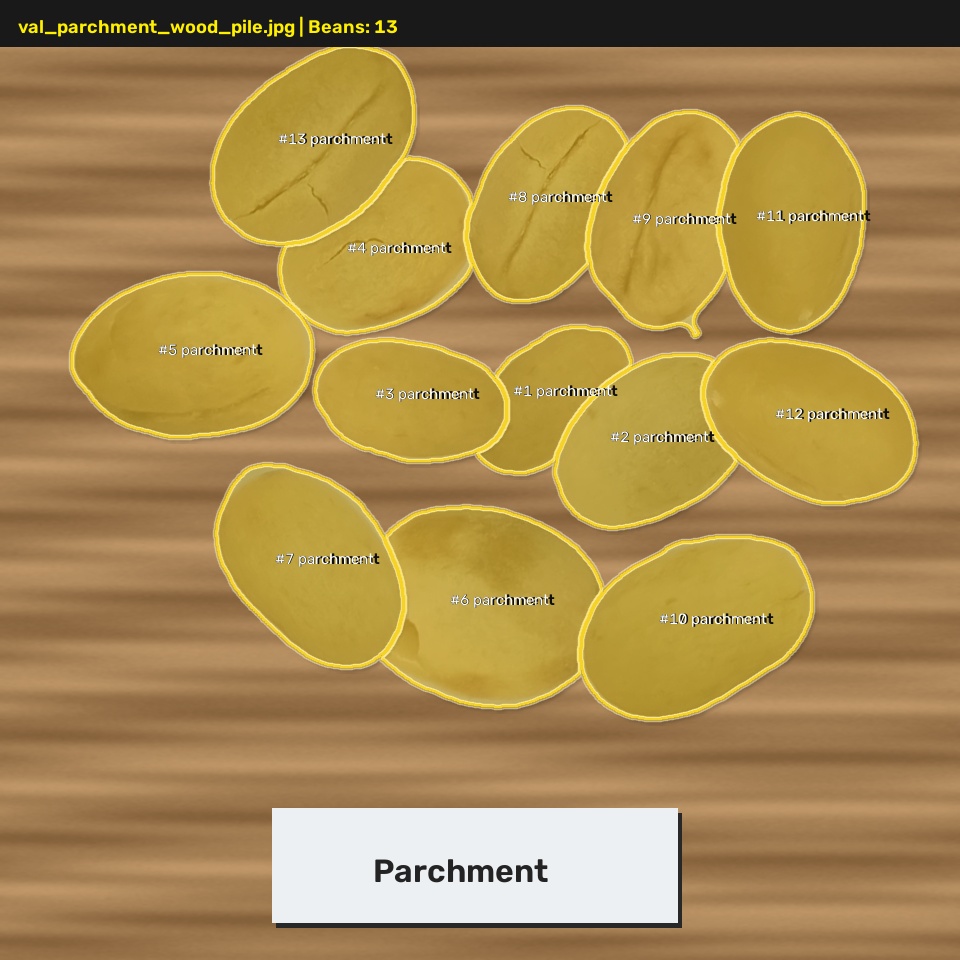 val_parchment_wood_pile.jpg | Beans: 13
#13 parchment
#8 parchment
#9 parchment
#11 parchment
#4 parchment
#5 parchment
#3 parchment
#1 parchment
#12 parchment
#2 parchment
#7 parchment
#6 parchment
#10 parchment
Parchment